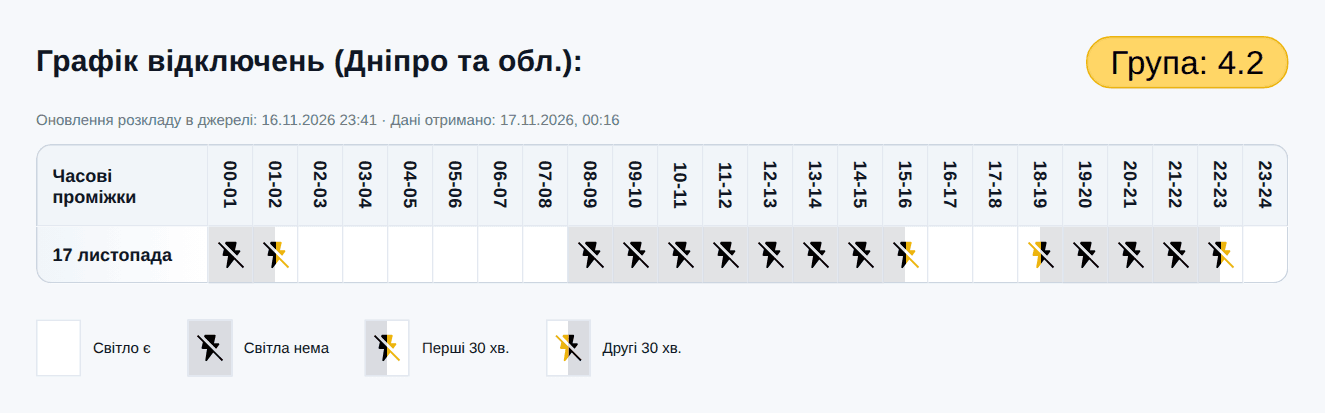 Графік відключень (Дніпро та обл.):
Група: 4.2
Оновлення розкладу в джерелі: 16.11.2026 23:41 · Дані отримано: 17.11.2026, 00:16
Часові
проміжки
00-01 01-02 02-03 03-04 04-05 05-06 06-07 07-08 08-09 09-10 10-11 11-12 12-13 13-14 14-15 15-16 16-17 17-18 18-19 19-20 20-21 21-22 22-23 23-24
17 листопада
Світло є
Світла нема
Перші 30 хв.
Другі 30 хв.